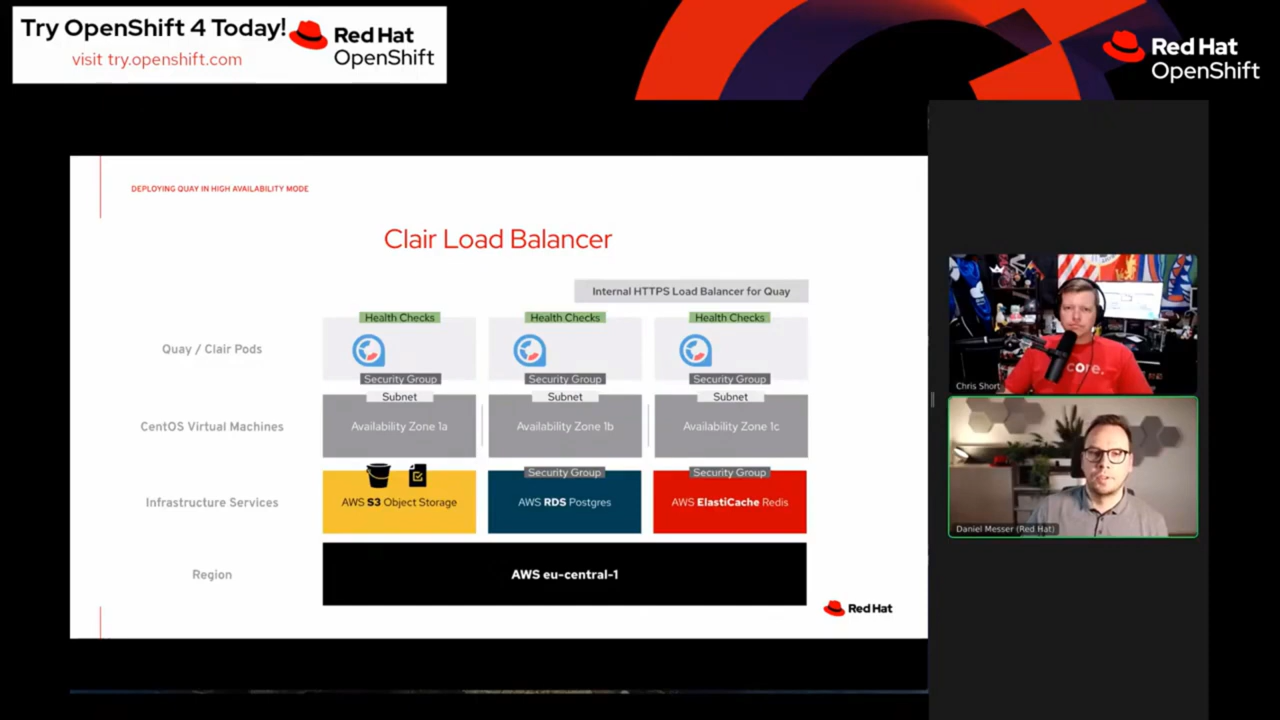 Try OpenShift 4 Today!
visit try.openshift.com
Red Hat
OpenShift
Red Hat
OpenShift
DEPLOYING QUAY IN HIGH AVAILABILITY MODE
Clair Load Balancer
Internal HTTPS Load Balancer for Quay
Health Checks
Health Checks
Health Checks
Quay / Clair Pods
Security Group
Security Group
Security Group
Subnet
Subnet
Subnet
CentOS Virtual Machines
Availability Zone 1a
Availability Zone 1b
Availability Zone 1c
Security Group
Security Group
Infrastructure Services
AWS S3 Object Storage
AWS RDS Postgres
AWS ElastiCache Redis
Region
AWS eu-central-1
Red Hat
core.
Chris Short
Daniel Messer (Red Hat)